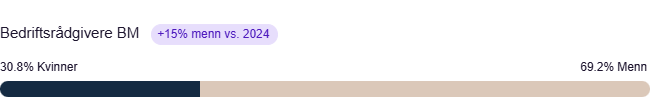 Bedriftsrådgivere BM +15% menn vs. 2024
30.8% Kvinner 69.2% Menn